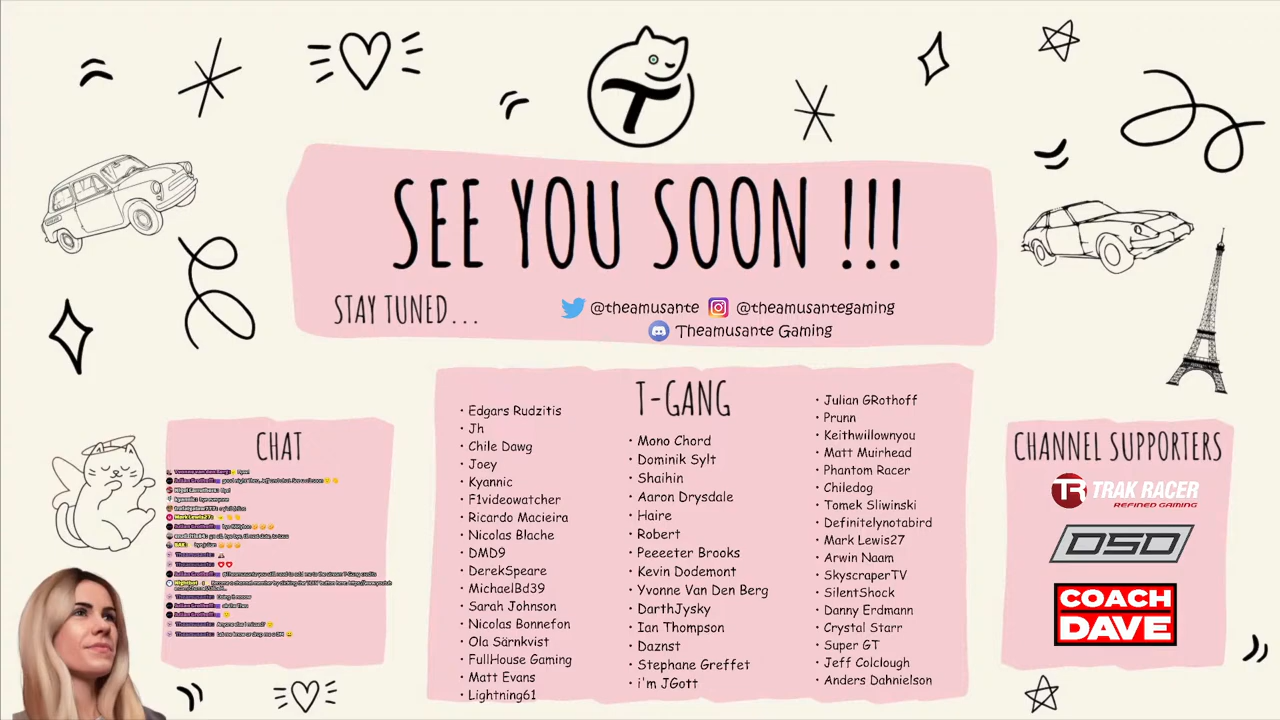 T
SEE YOU SOON !!!
STAY TUNED...
@theamusante @theamusantegaming
Theamusante Gaming
CHAT
T-GANG
• Edgars Rudzitis
• Jh
• Chile Dawg
• Joey
• Kyannic
• F1videowatcher
• Ricardo Macieira
• Nicolas Blache
• DMD9
• DerekSpeare
• MichaelBd39
• Sarah Johnson
• Nicolas Bonnefon
• Ola Särnkvist
• FullHouse Gaming
• Matt Evans
• Lightning61
• Mono Chord
• Dominik Sylt
• Shaihin
• Aaron Drysdale
• Haire
• Robert
• Peeeeter Brooks
• Kevin Dodemont
• Yvonne Van Den Berg
• DarthJysky
• Ian Thompson
• Daznst
• Stephane Greffet
• i'm JGott
• Julian GRothoff
• Prunn
• Keithwillownyou
• Matt Muirhead
• Phantom Racer
• Chiledog
• Tomek Sliwinski
• Definitelynotabird
• Mark Lewis27
• Arwin Naam
• SkyscraperTV
• SilentShock
• Danny Erdmann
• Crystal Starr
• Super GT
• Jeff Colclough
• Anders Dahnielson
CHANNEL SUPPORTERS
TR TRAK RACER
REFINED GAMING
DSD
COACH
DAVE